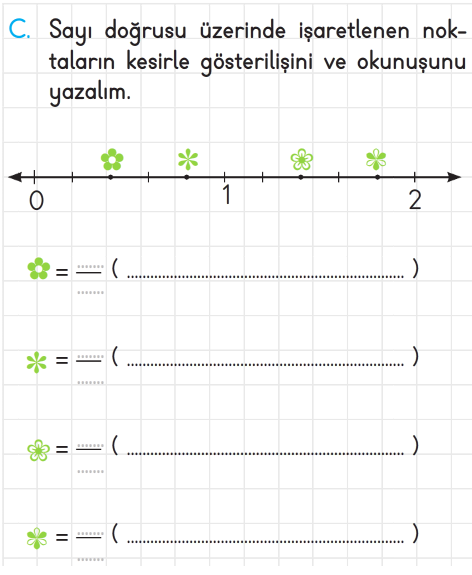 C. Sayı doğrusu üzerinde işaretlenen nok-
taların kesirle gösterilişini ve okunuşunu
yazalım.
0 1 2
= ....... ( ............................................................ )
.......
= ....... ( ............................................................ )
.......
= ....... ( ............................................................ )
.......
= ....... ( ............................................................ )
.......